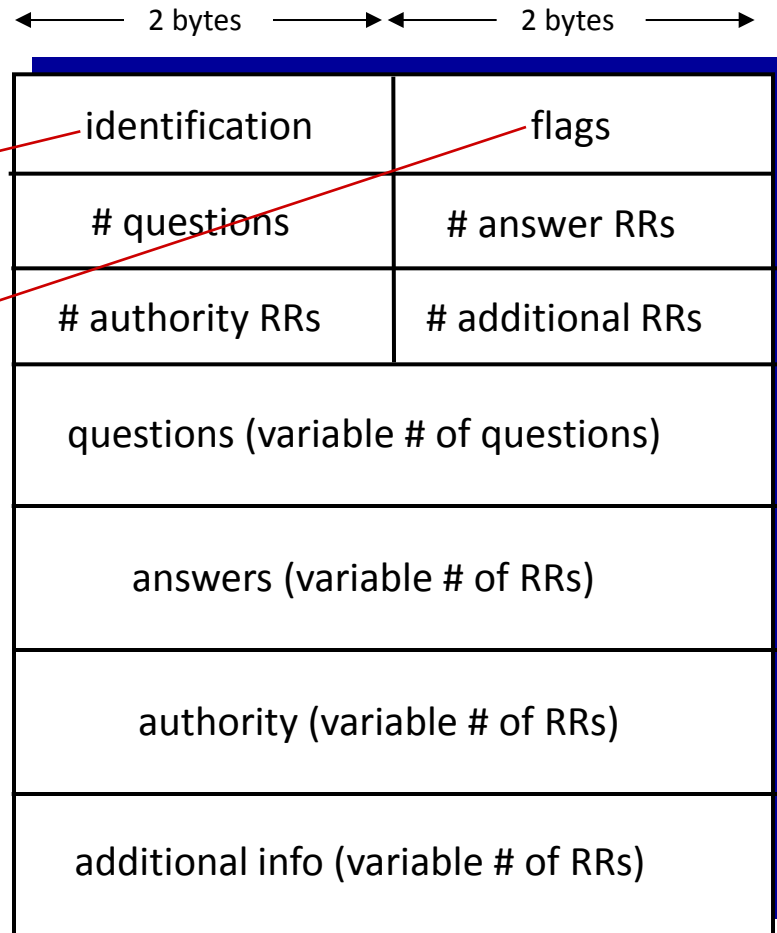 2 bytes 2 bytes
identification flags
# questions # answer RRs
# authority RRs # additional RRs
questions (variable # of questions)
answers (variable # of RRs)
authority (variable # of RRs)
additional info (variable # of RRs)